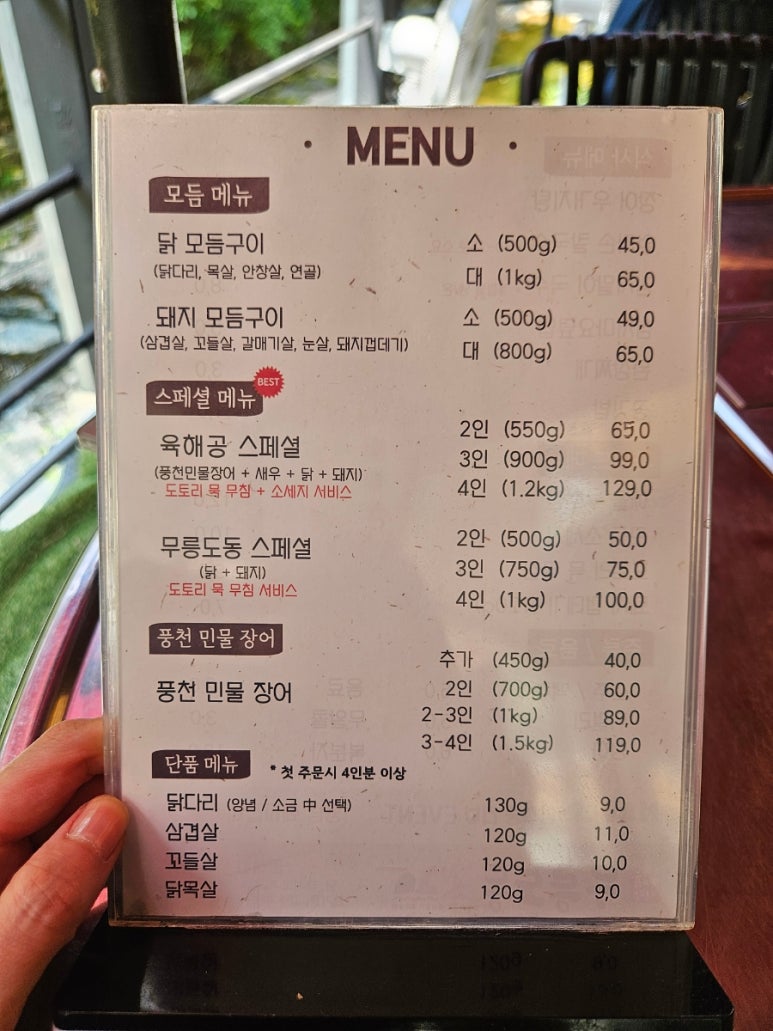 · MENU ·
모듬 메뉴
닭 모듬구이 소 (500g) 45,0
(닭다리, 목살, 안창살, 연골) 대 (1kg) 65,0
돼지 모듬구이 소 (500g) 49,0
(삼겹살, 꼬들살, 갈매기살, 눈살, 돼지껍데기) 대 (800g) 65,0
스페셜 메뉴 BEST
육해공 스페셜 2인 (550g) 65,0
(풍천민물장어 + 새우 + 닭 + 돼지) 3인 (900g) 99,0
도토리 묵 무침 + 소세지 서비스 4인 (1.2kg) 129,0
무릉도동 스페셜 2인 (500g) 50,0
(닭 + 돼지) 3인 (750g) 75,0
도토리 묵 무침 서비스 4인 (1kg) 100,0
풍천 민물 장어
추가 (450g) 40,0
풍천 민물 장어 2인 (700g) 60,0
2-3인 (1kg) 89,0
3-4인 (1.5kg) 119,0
단품 메뉴 * 첫 주문시 4인분 이상
닭다리 (양념 / 소금 中 선택) 130g 9,0
삼겹살 120g 11,0
꼬들살 120g 10,0
닭목살 120g 9,0